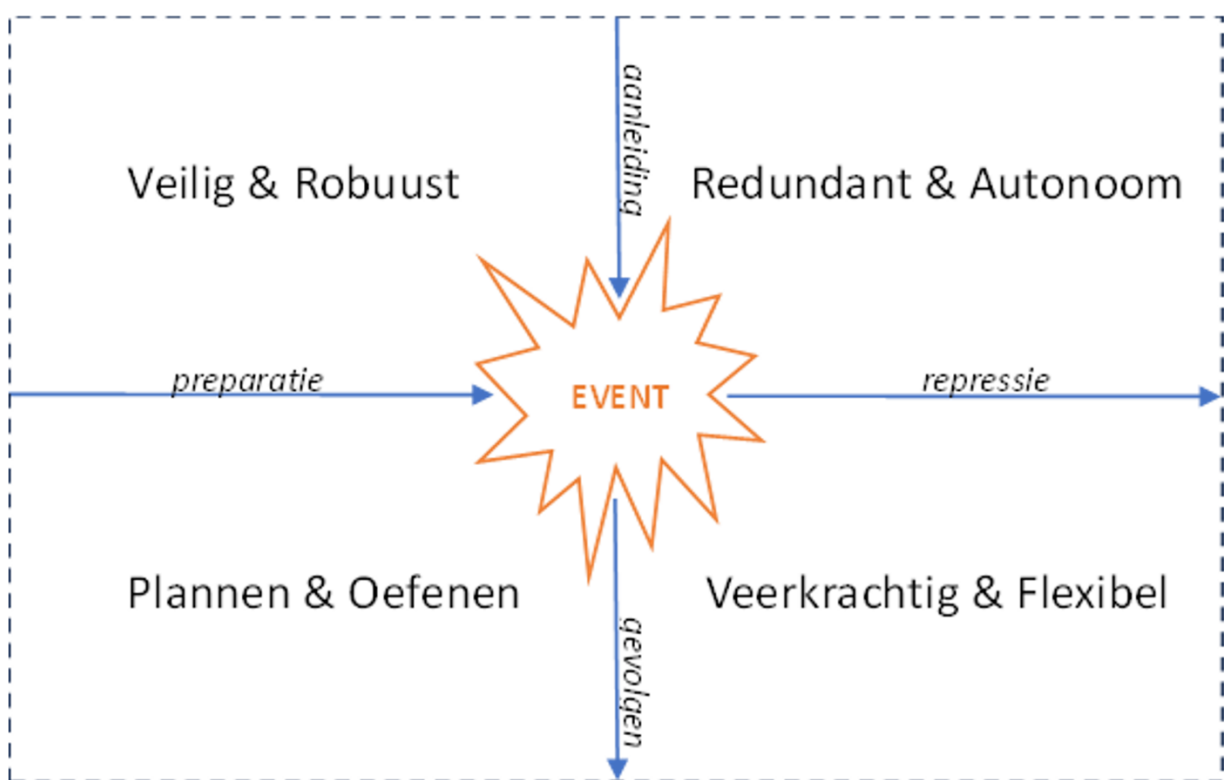 aanleiding
Veilig & Robuust
Redundant & Autonoom
preparatie
EVENT
repressie
Plannen & Oefenen
Veerkrachtig & Flexibel
gevolgen